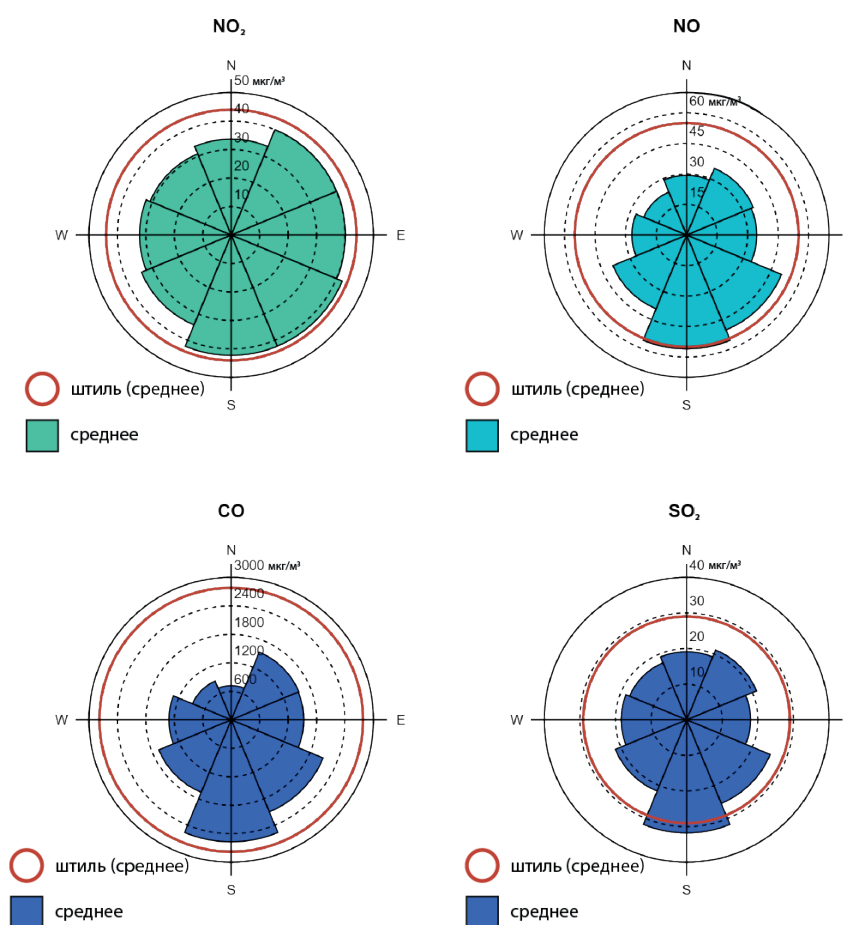 NO₂
N
50 мкг/м³
40
30
20
10
W
E
S
штиль (среднее)
среднее
NO
N
60 мкг/м³
45
30
15
W
S
штиль (среднее)
среднее
CO
N
3000 мкг/м³
2400
1800
1200
600
W
E
S
штиль (среднее)
среднее
SO₂
N
40 мкг/м³
30
20
10
W
S
штиль (среднее)
среднее